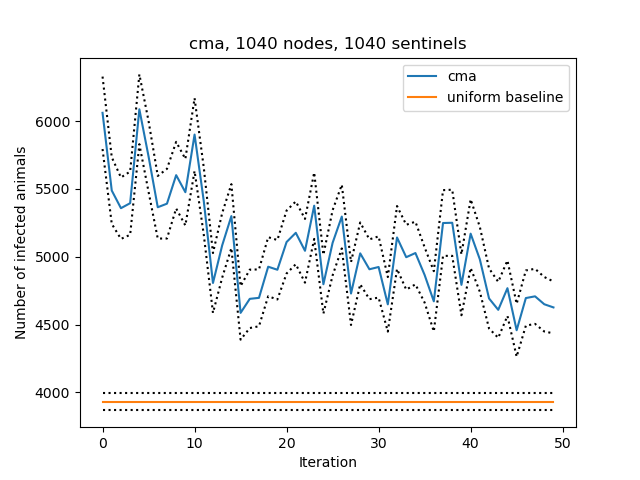 cma, 1040 nodes, 1040 sentinels
cma
uniform baseline
Number of infected animals
6000
5500
5000
4500
4000
0 10 20 30 40 50
Iteration